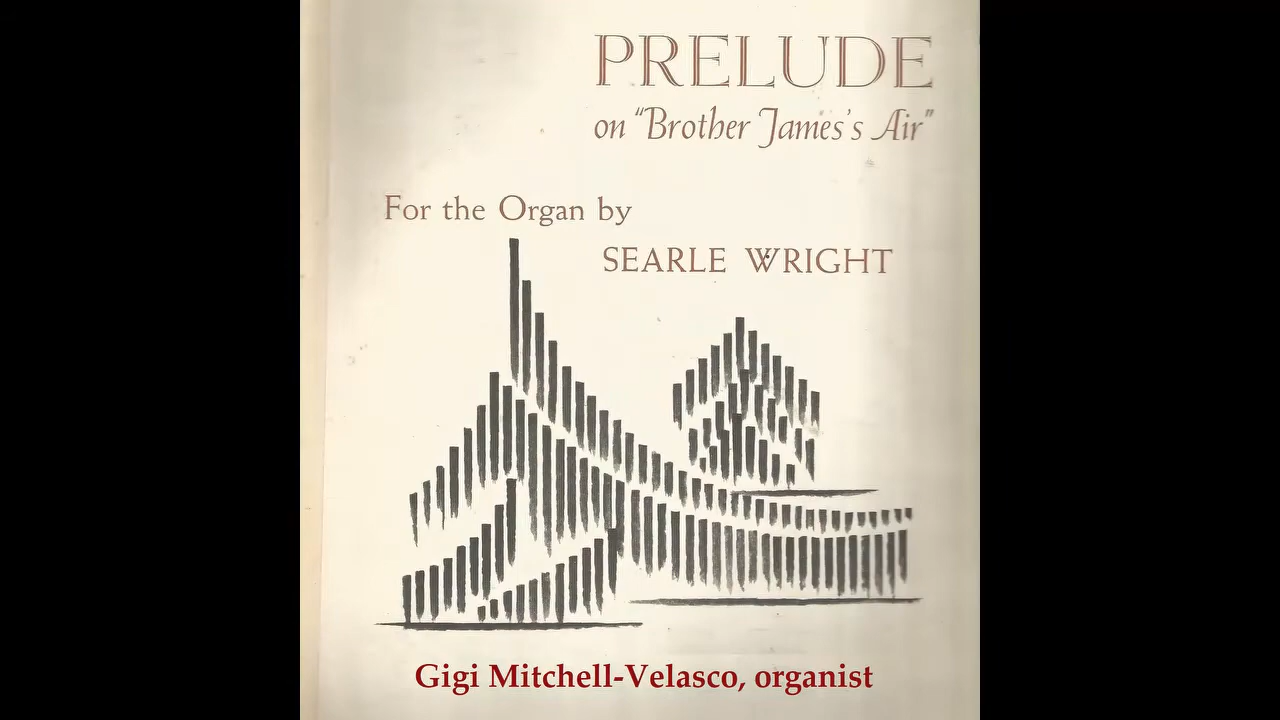 PRELUDE
on "Brother James's Air"
For the Organ by
SEARLE WRIGHT
Gigi Mitchell-Velasco, organist